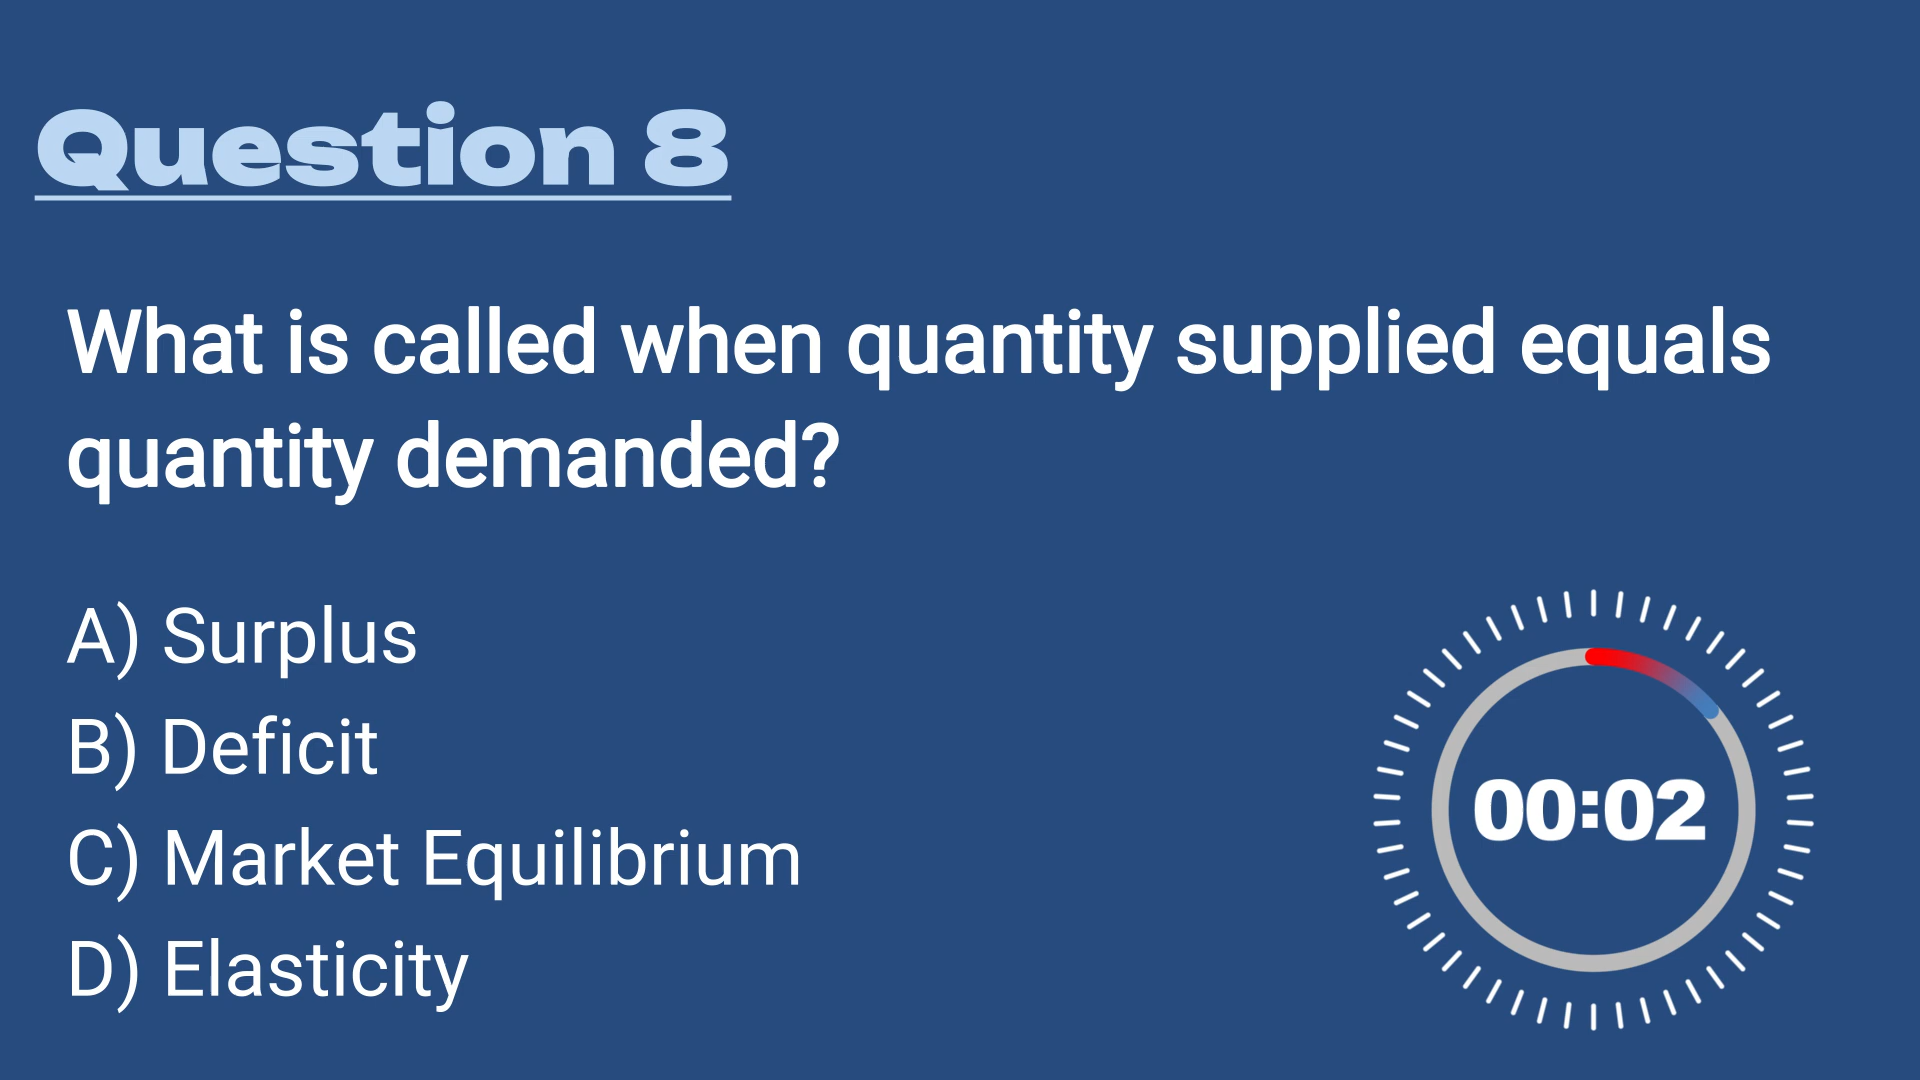 Question 8
What is called when quantity supplied equals
quantity demanded?
A) Surplus
B) Deficit
C) Market Equilibrium
D) Elasticity
00:02